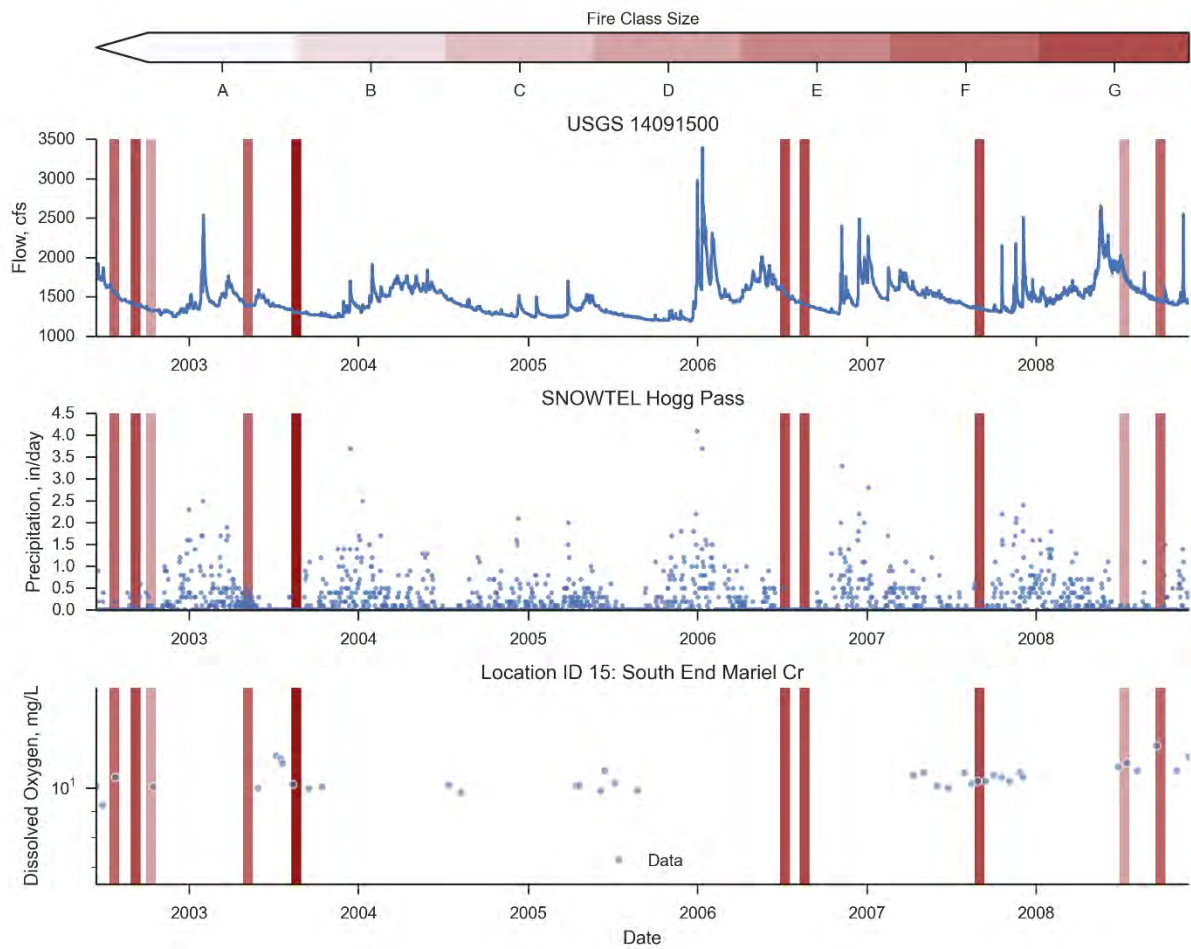 Fire Class Size
A B C D E F G
USGS 14091500
Flow, cfs
3500
3000
2500
2000
1500
1000
2003 2004 2005 2006 2007 2008
SNOWTEL Hogg Pass
Precipitation, in/day
4.5
4.0
3.5
3.0
2.5
2.0
1.5
1.0
0.5
0.0
2003 2004 2005 2006 2007 2008
Location ID 15: South End Mariel Cr
Dissolved Oxygen, mg/L
10¹
Data
2003 2004 2005 2006 2007 2008
Date